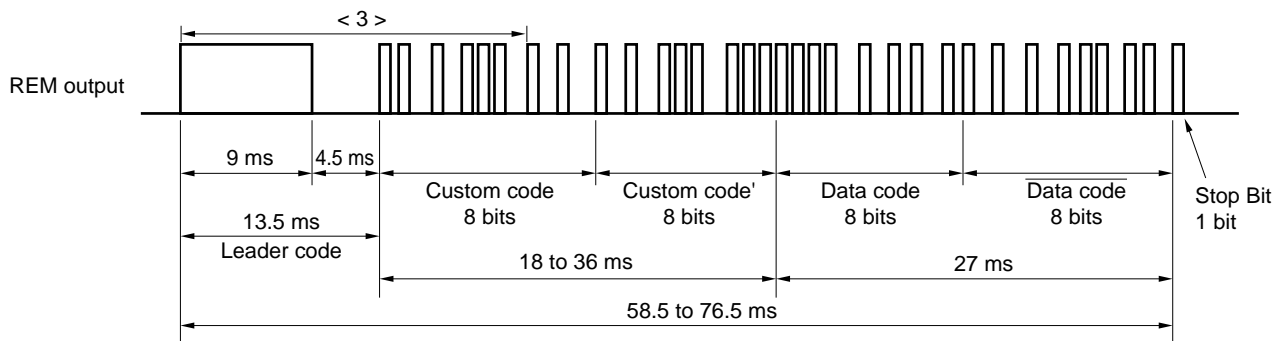 < 3 >
REM output
9 ms
4.5 ms
Custom code
8 bits
Custom code'
8 bits
Data code
8 bits
Data code
8 bits
Stop Bit
1 bit
13.5 ms
Leader code
18 to 36 ms
27 ms
58.5 to 76.5 ms